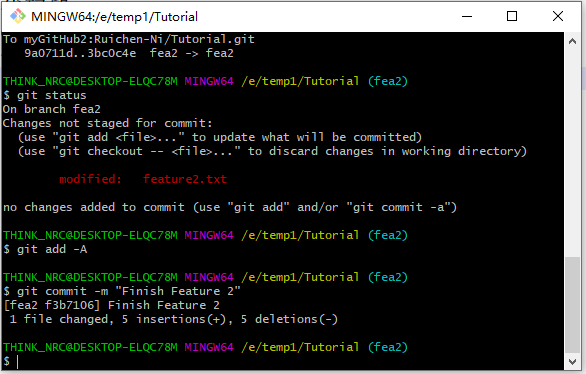 MINGW64:/e/temp1/Tutorial
To myGitHub2:Ruichen-Ni/Tutorial.git
   9a0711d..3bc0c4e  fea2 -> fea2
THINK_NRC@DESKTOP-ELQC78M MINGW64 /e/temp1/Tutorial (fea2)
$ git status
On branch fea2
Changes not staged for commit:
  (use "git add <file>..." to update what will be committed)
  (use "git checkout -- <file>..." to discard changes in working directory)
        modified:   feature2.txt
no changes added to commit (use "git add" and/or "git commit -a")
THINK_NRC@DESKTOP-ELQC78M MINGW64 /e/temp1/Tutorial (fea2)
$ git add -A
THINK_NRC@DESKTOP-ELQC78M MINGW64 /e/temp1/Tutorial (fea2)
$ git commit -m "Finish Feature 2"
[fea2 f3b7106] Finish Feature 2
 1 file changed, 5 insertions(+), 5 deletions(-)
THINK_NRC@DESKTOP-ELQC78M MINGW64 /e/temp1/Tutorial (fea2)
$